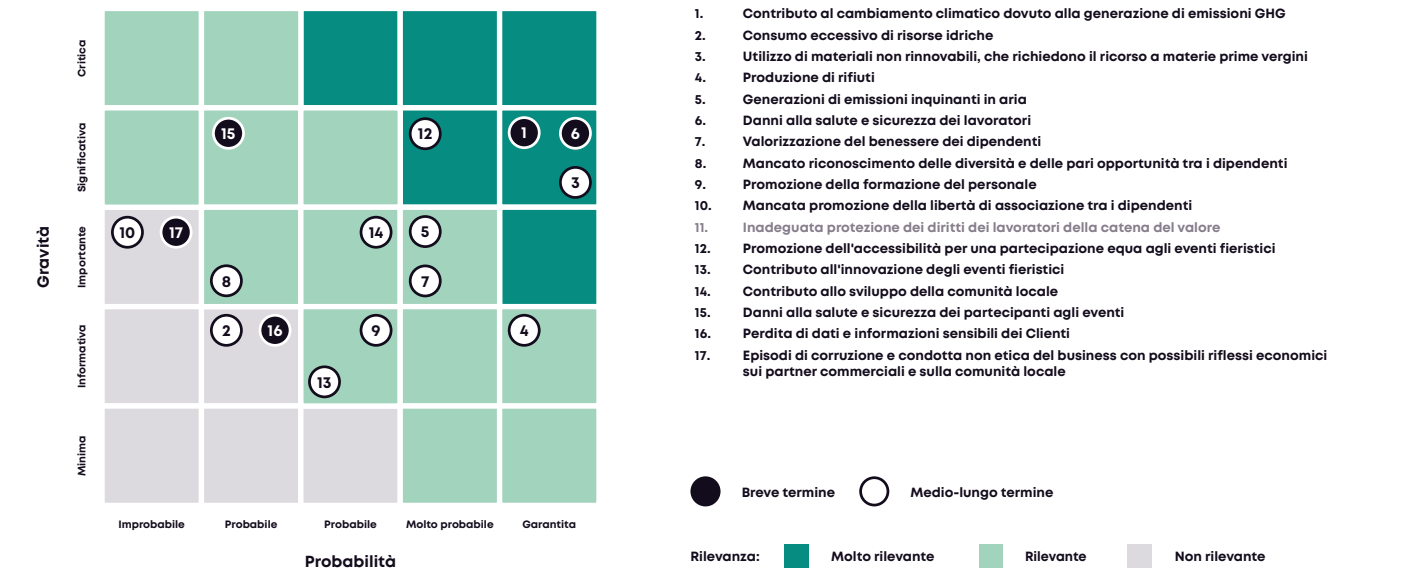 Gravità
Critica
Significativa
15
12
1
6
3
Importante
10
17
14
5
8
7
Informativa
2
16
9
4
13
Minima
Improbabile
Probabile
Probabile
Molto probabile
Garantita
Probabilità
1. Contributo al cambiamento climatico dovuto alla generazione di emissioni GHG
2. Consumo eccessivo di risorse idriche
3. Utilizzo di materiali non rinnovabili, che richiedono il ricorso a materie prime vergini
4. Produzione di rifiuti
5. Generazioni di emissioni inquinanti in aria
6. Danni alla salute e sicurezza dei lavoratori
7. Valorizzazione del benessere dei dipendenti
8. Mancato riconoscimento delle diversità e delle pari opportunità tra i dipendenti
9. Promozione della formazione del personale
10. Mancata promozione della libertà di associazione tra i dipendenti
11. Inadeguata protezione dei diritti dei lavoratori della catena del valore
12. Promozione dell'accessibilità per una partecipazione equa agli eventi fieristici
13. Contributo all'innovazione degli eventi fieristici
14. Contributo allo sviluppo della comunità locale
15. Danni alla salute e sicurezza dei partecipanti agli eventi
16. Perdita di dati e informazioni sensibili dei Clienti
17. Episodi di corruzione e condotta non etica del business con possibili riflessi economici
sui partner commerciali e sulla comunità locale
Breve termine
Medio-lungo termine
Rilevanza:
Molto rilevante
Rilevante
Non rilevante